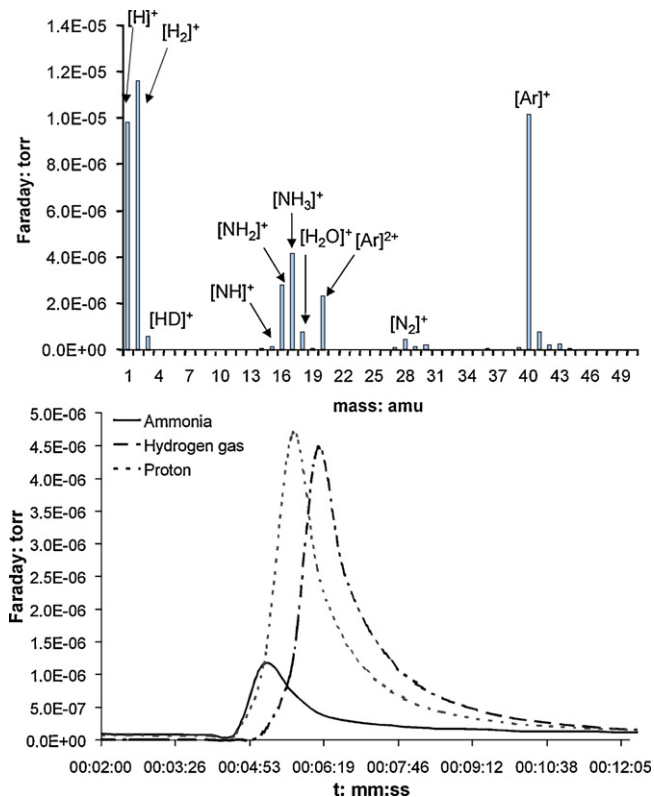 1.4E-05
1.2E-05
1.0E-05
8.0E-06
6.0E-06
4.0E-06
2.0E-06
0.0E+00
Faraday: torr
[H]⁺
[H₂]⁺
[HD]⁺
[NH]⁺
[NH₂]⁺
[NH₃]⁺
[H₂O]⁺
[Ar]²⁺
[N₂]⁺
[Ar]⁺
1 4 7 10 13 16 19 22 25 28 31 34 37 40 43 46 49
mass: amu
5.0E-06
4.5E-06
4.0E-06
3.5E-06
3.0E-06
2.5E-06
2.0E-06
1.5E-06
1.0E-06
5.0E-07
0.0E+00
Faraday: torr
Ammonia
Hydrogen gas
Proton
00:02:00 00:03:26 00:04:53 00:06:19 00:07:46 00:09:12 00:10:38 00:12:05
t: mm:ss